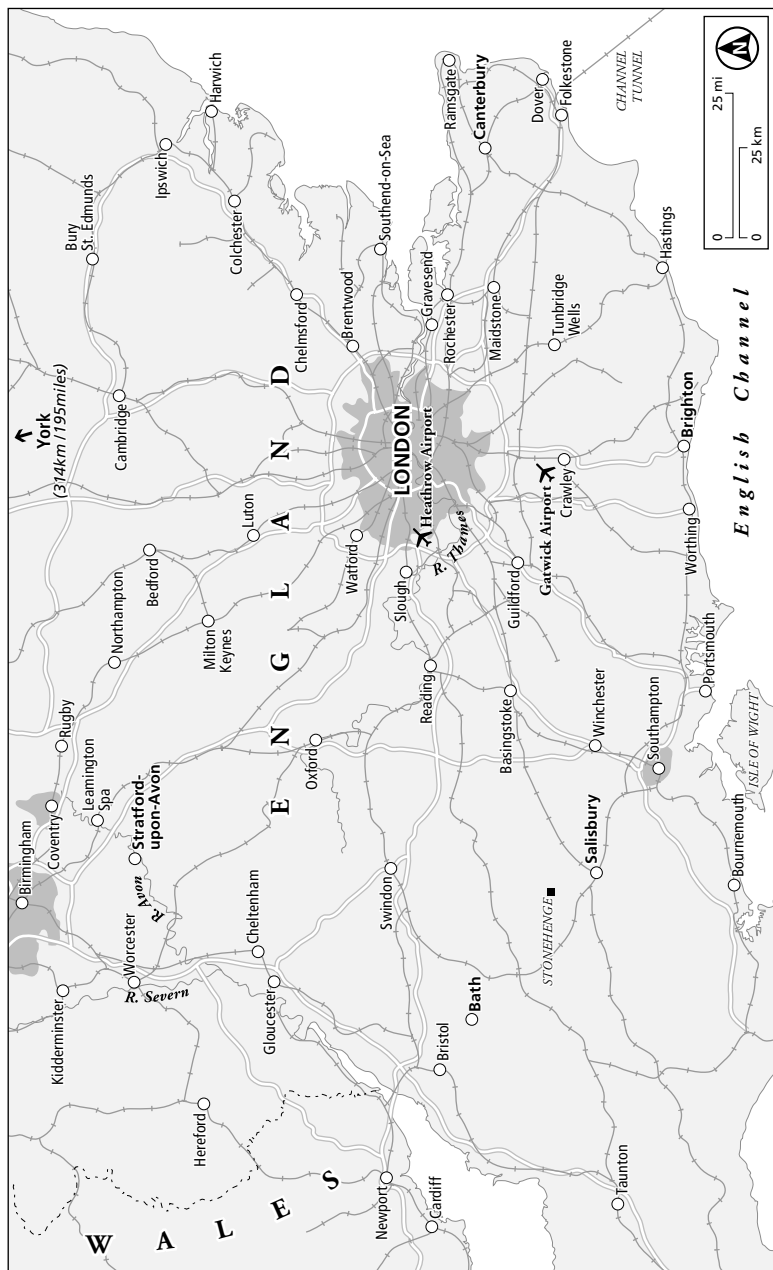 York
(314km/195miles)
Birmingham
Coventry
Rugby
Kidderminster
Leamington
Spa
Northampton
Cambridge
Bury
St. Edmunds
Ipswich
Harwich
Worcester
R. Avon
Stratford-
upon-Avon
Bedford
R. Severn
Milton
Keynes
Hereford
Colchester
Luton
Cheltenham
Gloucester
ENGLAND
Oxford
Chelmsford
WALES
Watford
Brentwood
Southend-on-Sea
Newport
Swindon
Slough
LONDON
Heathrow Airport
R. Thames
Gravesend
Rochester
Ramsgate
Cardiff
Bristol
Reading
Bath
Canterbury
Maidstone
Basingstoke
Guildford
STONEHENGE
Gatwick Airport
Crawley
Tunbridge
Wells
Dover
Folkestone
CHANNEL
TUNNEL
Taunton
Salisbury
Winchester
Southampton
Hastings
Brighton
Worthing
Portsmouth
Bournemouth
ISLE OF WIGHT
English Channel
0
25 mi
0
25 km
N